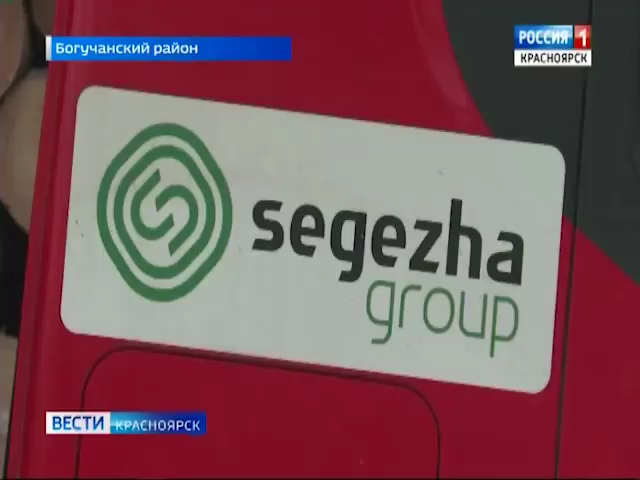 Богучанский район
РОССИЯ 1
КРАСНОЯРСК
segezha
group
ВЕСТИ КРАСНОЯРСК